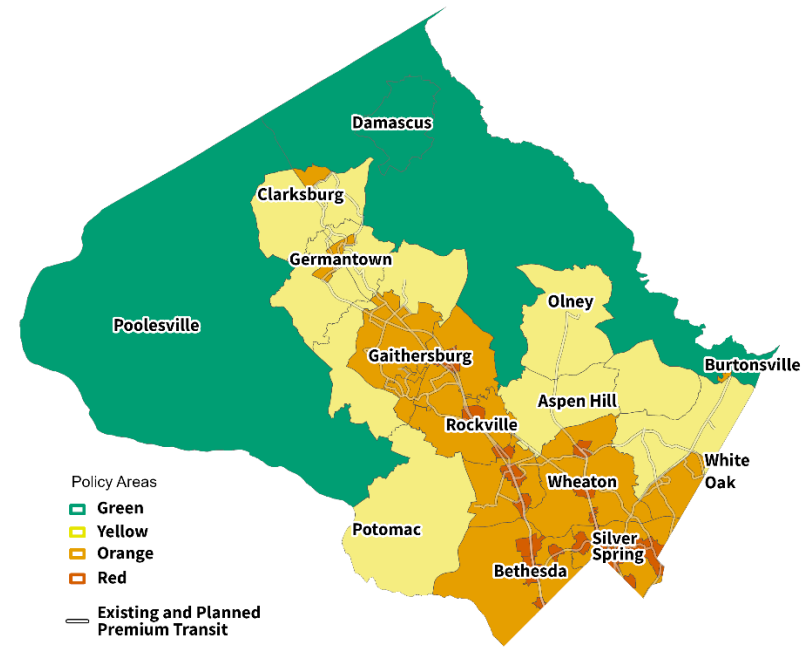 Damascus
Clarksburg
Germantown
Olney
Poolesville
Gaithersburg
Burtonsville
Aspen Hill
Rockville
White
Oak
Wheaton
Potomac
Silver
Spring
Bethesda
Policy Areas
Green
Yellow
Orange
Red
Existing and Planned
Premium Transit